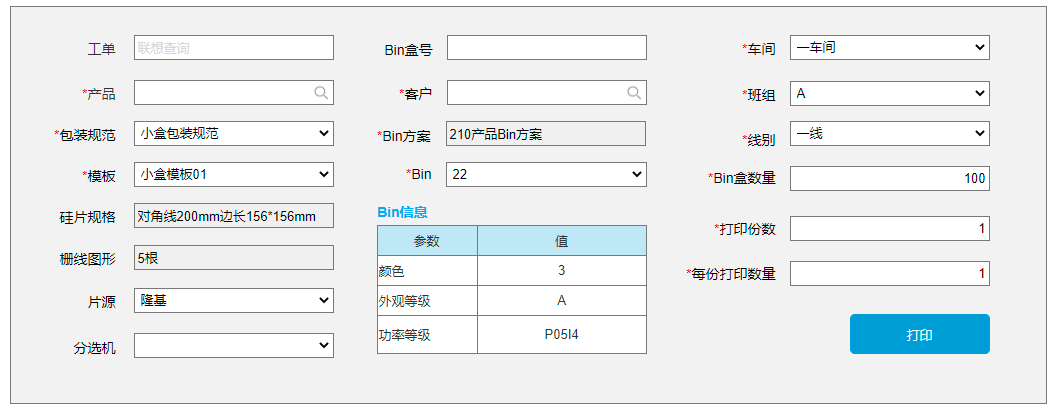 工单 联想查询
*产品
*包装规范 小盒包装规范
*模板 小盒模板01
硅片规格 对角线200mm边长156*156mm
栅线图形 5根
片源 隆基
分选机
Bin盒号
*客户
*Bin方案 210产品Bin方案
*Bin 22
Bin信息
参数 值
颜色 3
外观等级 A
功率等级 P05I4
*车间 一车间
*班组 A
*线别 一线
*Bin盒数量 100
*打印份数 1
*每份打印数量 1
打印